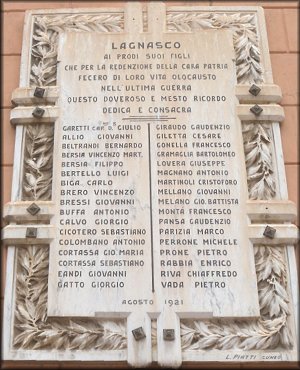 LAGNASCO
AI PRODI SUOI FIGLI
CHE PER LA REDENZIONE DELLA CARA PATRIA
FECERO DI LORO VITA OLOCAUSTO
NELL'ULTIMA GUERRA
QUESTO DOVEROSO E MESTO RICORDO
DEDICA E CONSACRA
GARETTI CAP. D. GIULIO
ALLIO GIOVANNI
BELTRANDI BERNARDO
BERSIA VINCENZO MART.
BERSIA FILIPPO
BERTELLO LUIGI
BIGA CARLO
BRERO VINCENZO
BRESSI GIOVANNI
BUFFA ANTONIO
CALVO GIORGIO
CICOTERO SEBASTIANO
COLOMBANO ANTONIO
CORTASSA GIO. MARIA
CORTASSA SEBASTIANO
EANDI GIOVANNI
GATTO GIORGIO
GIRAUDO GAUDENZIO
GILETTA CESARE
GONELLA FRANCESCO
GRAMAGLIA BARTOLOMEO
LOVERA GIUSEPPE
MAGNANO ANTONIO
MARTINOLI CRISTOFARO
MELLANO GIOVANNI
MELANO GIO. BATTISTA
MONTÀ FRANCESCO
PANSA GAUDENZIO
PARIZIA MARCO
PERRONE MICHELE
PRONE PIETRO
RABBIA ENRICO
RIVA CHIAFFREDO
VADA PIETRO
AGOSTO 1921
L. PIATTI CUNEO